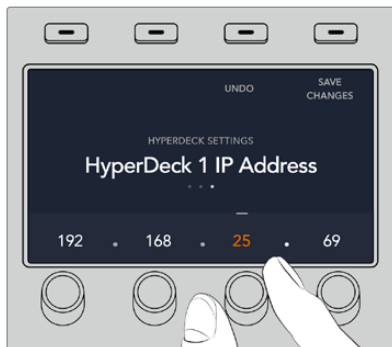 UNDO
SAVE
CHANGES
HYPERDECK SETTINGS
HyperDeck 1 IP Address
192 . 168 . 25 . 69